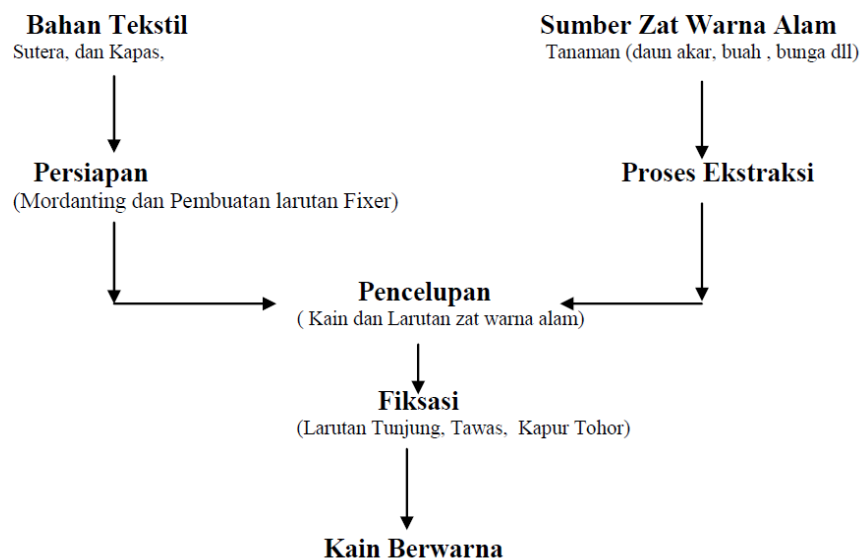 Bahan Tekstil
Sutera, dan Kapas,
Sumber Zat Warna Alam
Tanaman (daun akar, buah , bunga dll)
Persiapan
(Mordanting dan Pembuatan larutan Fixer)
Proses Ekstraksi
Pencelupan
( Kain dan Larutan zat warna alam)
Fiksasi
(Larutan Tunjung, Tawas,  Kapur Tohor)
Kain Berwarna